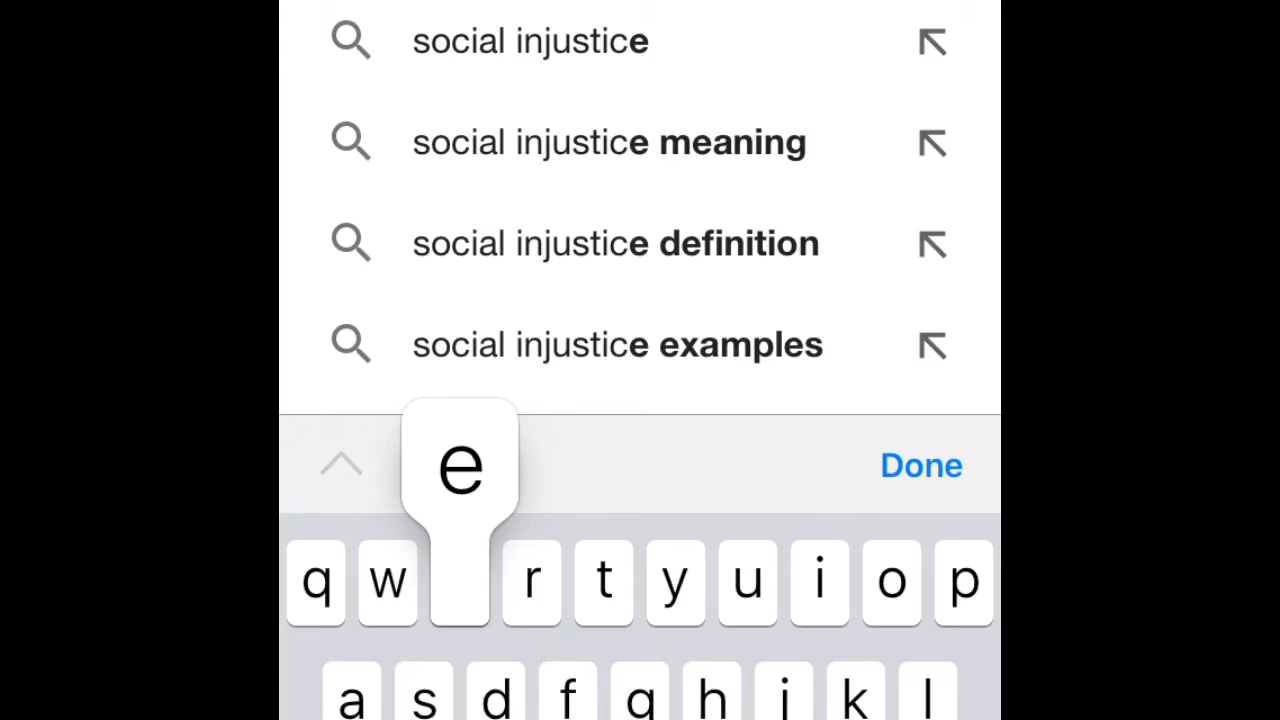 social injustice
social injustice meaning
social injustice definition
social injustice examples
e
Done
q w r t y u i o p
a s d f g h j k l